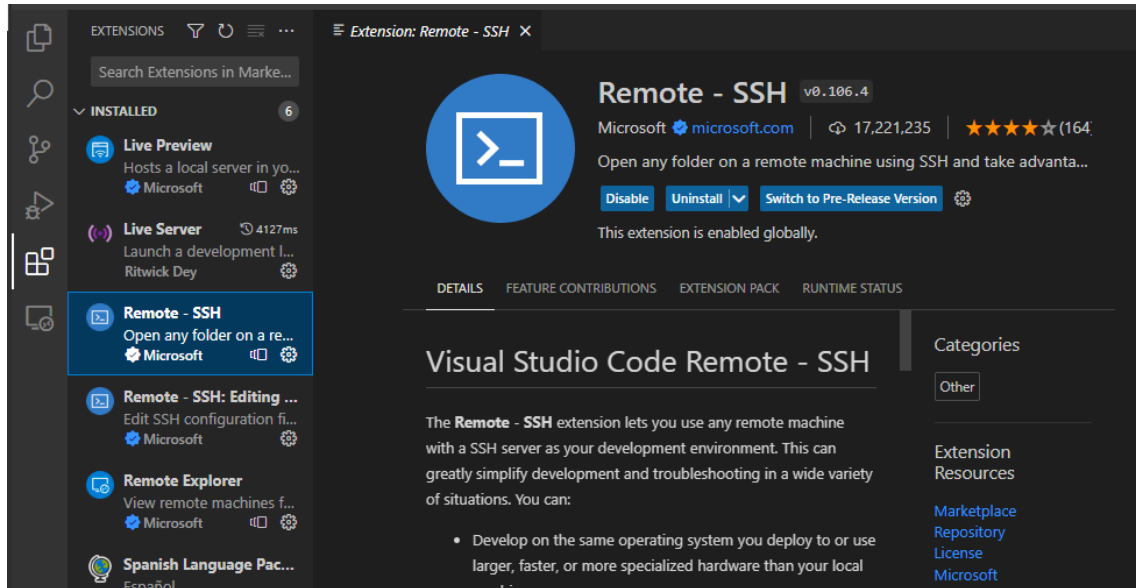 EXTENSIONS
Search Extensions in Marke...
INSTALLED 6
Live Preview
Hosts a local server in yo...
Microsoft
Live Server 4127ms
Launch a development l...
Ritwick Dey
Remote - SSH
Open any folder on a re...
Microsoft
Remote - SSH: Editing ...
Edit SSH configuration fi...
Microsoft
Remote Explorer
View remote machines f...
Microsoft
Spanish Language Pac...
Español
Extension: Remote - SSH
Remote - SSH v0.106.4
Microsoft microsoft.com 17,221,235 (164)
Open any folder on a remote machine using SSH and take advanta...
Disable Uninstall Switch to Pre-Release Version
This extension is enabled globally.
DETAILS FEATURE CONTRIBUTIONS EXTENSION PACK RUNTIME STATUS
Visual Studio Code Remote - SSH
The Remote - SSH extension lets you use any remote machine
with a SSH server as your development environment. This can
greatly simplify development and troubleshooting in a wide variety
of situations. You can:
• Develop on the same operating system you deploy to or use
larger, faster, or more specialized hardware than your local
Categories
Other
Extension
Resources
Marketplace
Repository
License
Microsoft